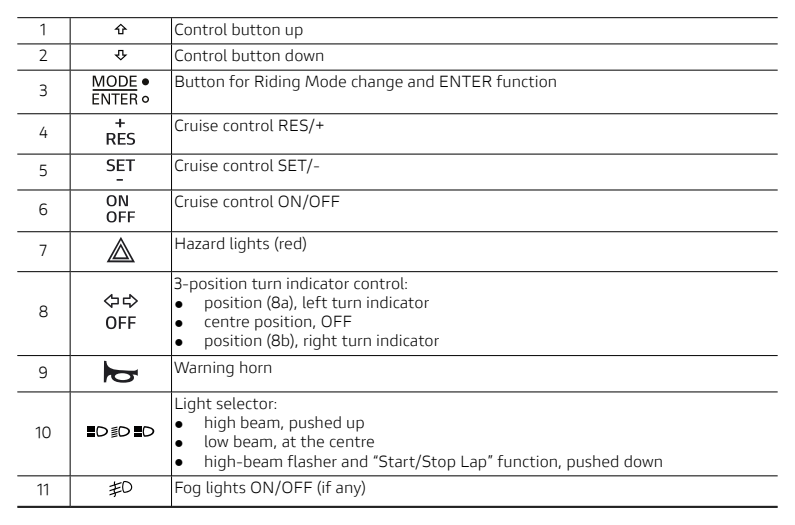 1 Control button up
2 Control button down
3 MODE ● Button for Riding Mode change and ENTER function
ENTER ○
4 + Cruise control RES/+
RES
5 SET Cruise control SET/-
–
6 ON Cruise control ON/OFF
OFF
7 Hazard lights (red)
8 OFF
3-position turn indicator control:
● position (8a), left turn indicator
● centre position, OFF
● position (8b), right turn indicator
9 Warning horn
10 Light selector:
● high beam, pushed up
● low beam, at the centre
● high-beam flasher and “Start/Stop Lap” function, pushed down
11 Fog lights ON/OFF (if any)